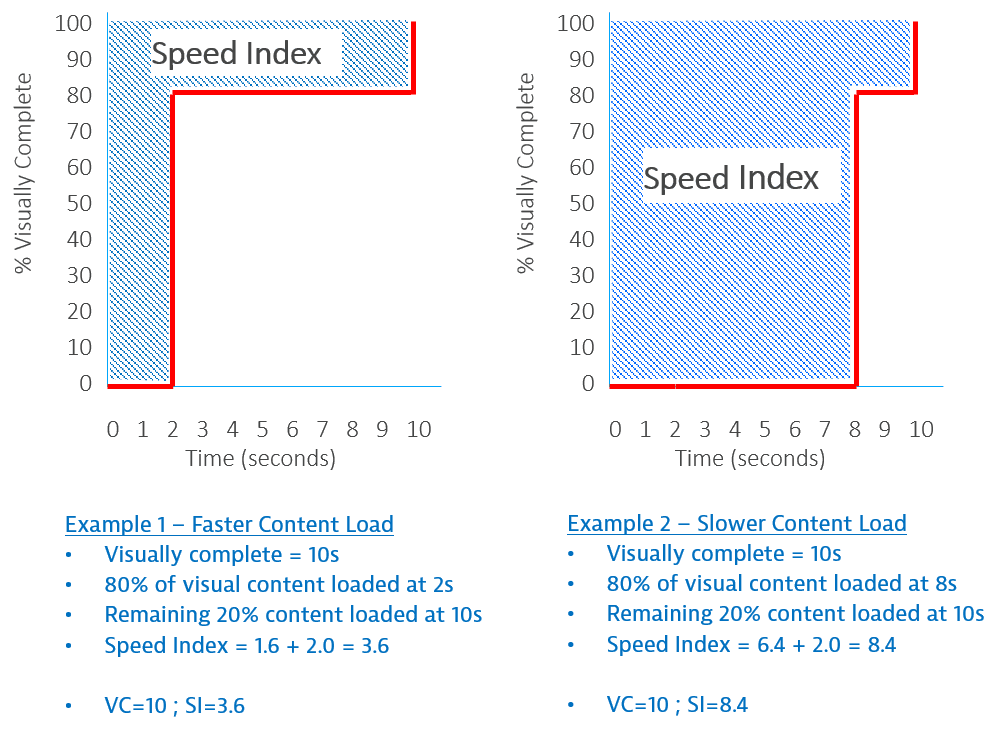 % Visually Complete
100
90
80
70
60
50
40
30
20
10
0
Speed Index
0 1 2 3 4 5 6 7 8 9 10
Time (seconds)
Example 1 – Faster Content Load
• Visually complete = 10s
• 80% of visual content loaded at 2s
• Remaining 20% content loaded at 10s
• Speed Index = 1.6 + 2.0 = 3.6
• VC=10 ; SI=3.6
% Visually Complete
100
90
80
70
60
50
40
30
20
10
0
Speed Index
0 1 2 3 4 5 6 7 8 9 10
Time (seconds)
Example 2 – Slower Content Load
• Visually complete = 10s
• 80% of visual content loaded at 8s
• Remaining 20% content loaded at 10s
• Speed Index = 6.4 + 2.0 = 8.4
• VC=10 ; SI=8.4